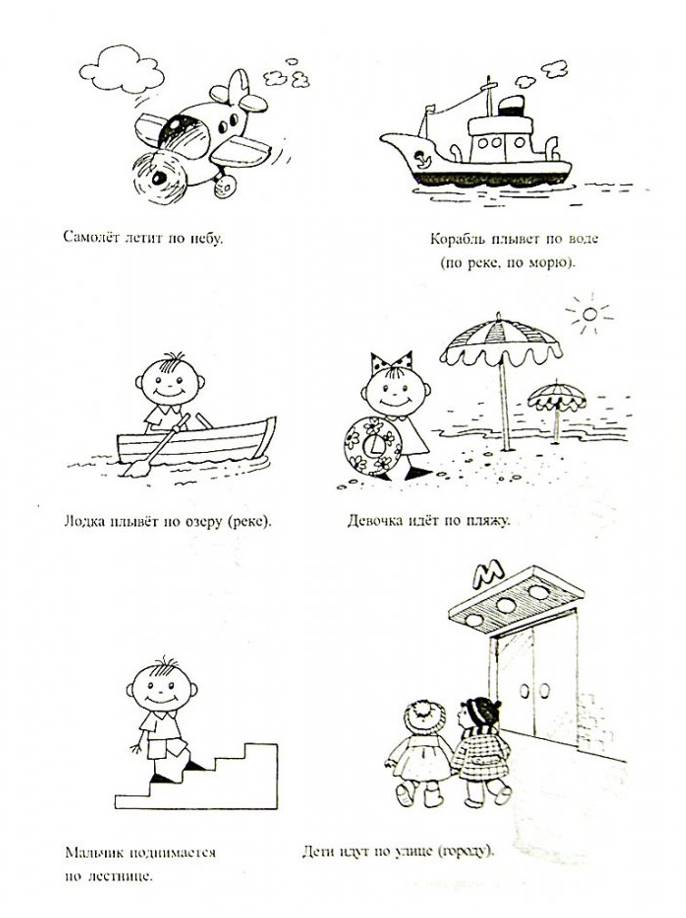 Самолёт летит по небу.
Корабль плывет по воде
(по реке, по морю).
Лодка плывёт по озеру (реке).
Девочка идёт по пляжу.
М
Мальчик поднимается
по лестнице.
Дети идут по улице (городу).